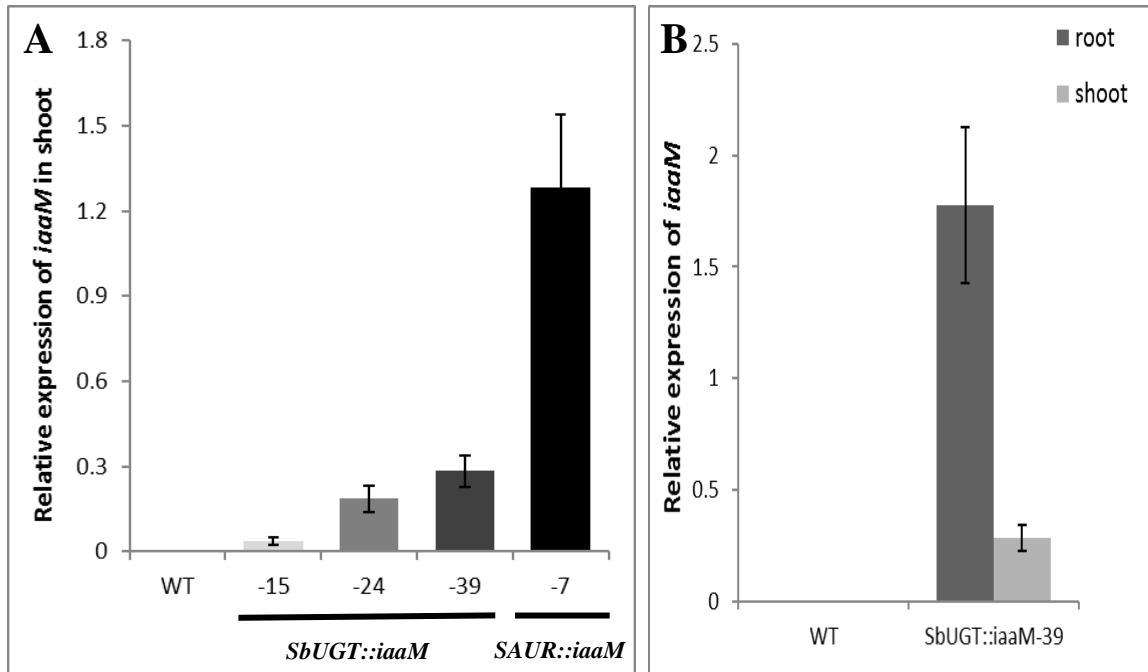 A
Relative expression of iaaM in shoot
1.8
1.5
1.2
0.9
0.6
0.3
0
WT -15 -24 -39 -7
SbUGT::iaaM SAUR::iaaM
B
Relative expression of iaaM
2.5
2
1.5
1
0.5
0
root
shoot
WT SbUGT::iaaM-39